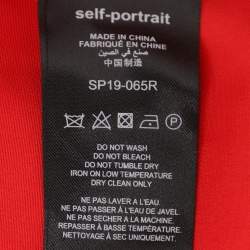 self-portrait
MADE IN CHINA
FABRIQUÉ EN CHINE
صنع في الصين
中国制造
SP19-065R
DO NOT WASH
DO NOT BLEACH
DO NOT TUMBLE DRY
IRON ON LOW TEMPERATURE
DRY-CLEAN ONLY
NE PAS LAVER A L'EAU
NE PAS PASSER À L'EAU DE JAVEL
NE PAS SÉCHER A LA MACHINE.
REPASSER A BASSE TEMPÉRATURE
NETTOYAGE À SEC UNIQUEMENT